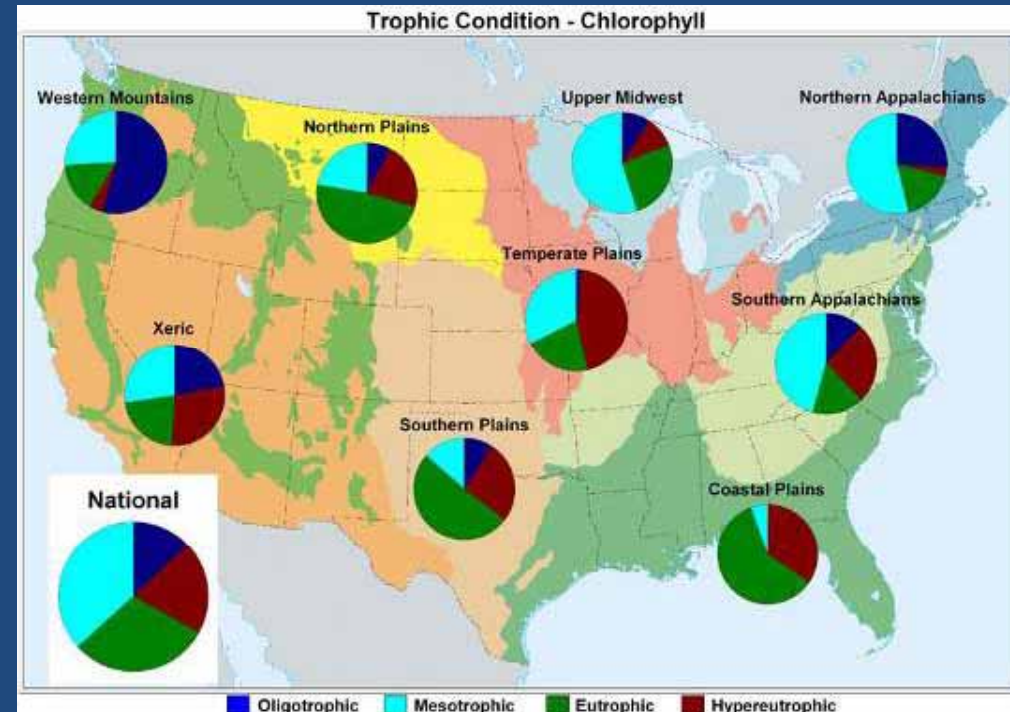 Trophic Condition - Chlorophyll
Western Mountains
Upper Midwest
Northern Appalachians
Northern Plains
Temperate Plains
Southern Appalachians
Xeric
Southern Plains
Coastal Plains
National
Oligotrophic Mesotrophic Eutrophic Hypereutrophic